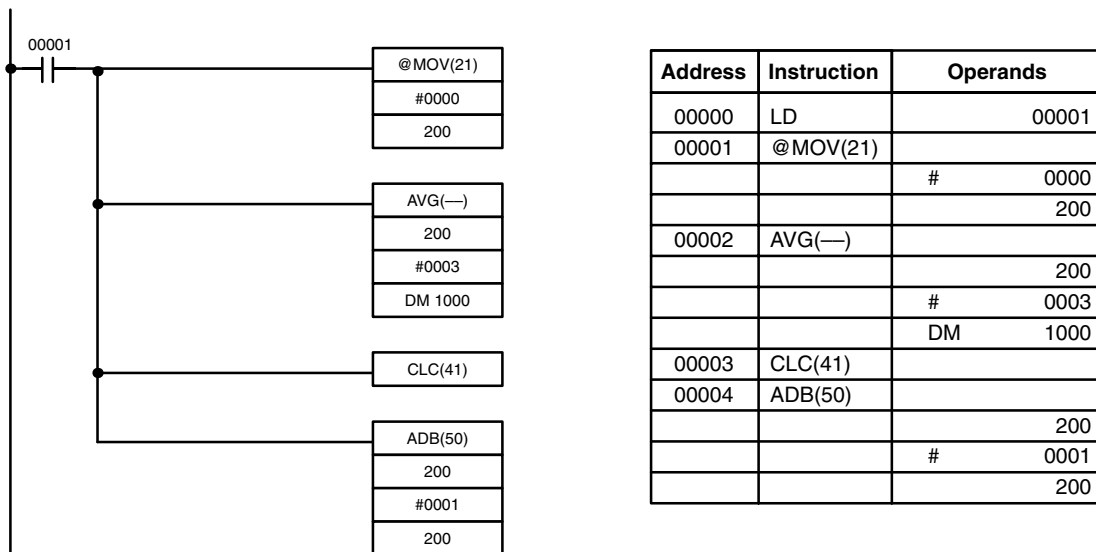 00001
@MOV(21)
#0000
200
AVG(––)
200
#0003
DM 1000
CLC(41)
ADB(50)
200
#0001
200
Address Instruction Operands
00000 LD 00001
00001 @MOV(21)
# 0000
200
00002 AVG(––)
200
# 0003
DM 1000
00003 CLC(41)
00004 ADB(50)
200
# 0001
200